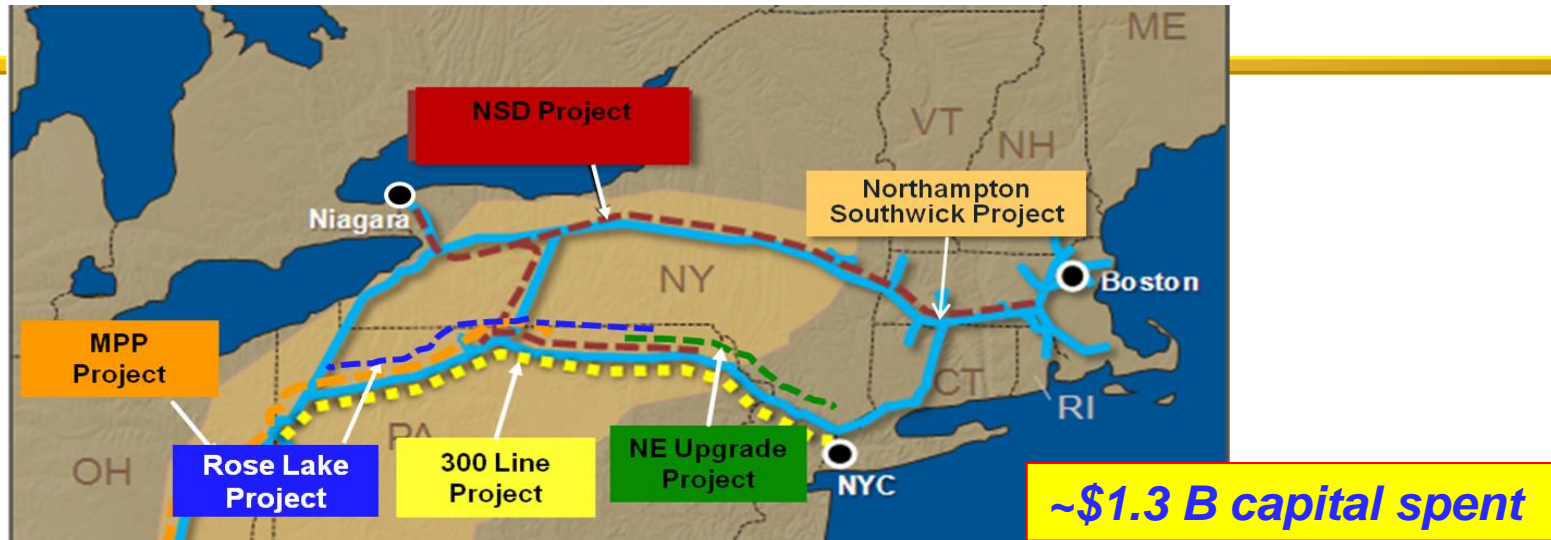 ME
NSD Project
VT
NH
Northampton
Southwick Project
Niagara
NY
Boston
MPP
Project
CT
RI
PA
OH
Rose Lake
Project
300 Line
Project
NE Upgrade
Project
NYC
~$1.3 B capital spent